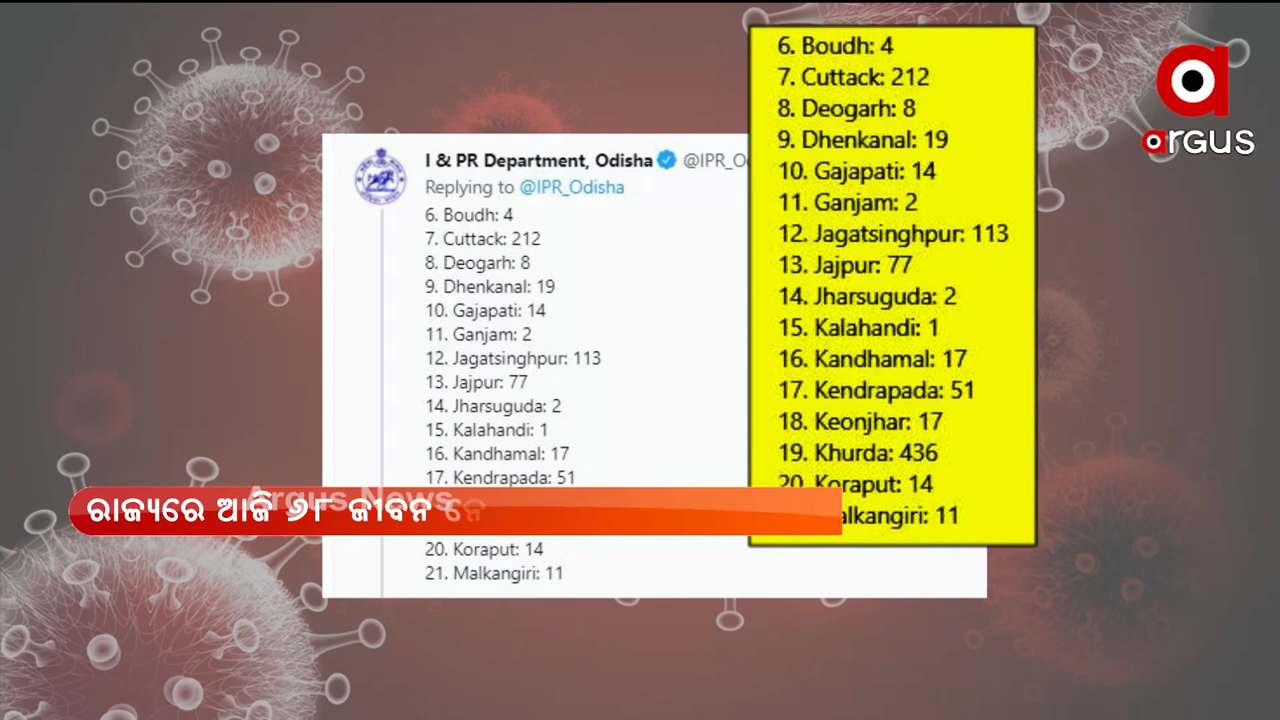 I & PR Department, Odisha @IPR_O
Replying to @IPR_Odisha
6. Boudh: 4
7. Cuttack: 212
8. Deogarh: 8
9. Dhenkanal: 19
10. Gajapati: 14
11. Ganjam: 2
12. Jagatsinghpur: 113
13. Jajpur: 77
14. Jharsuguda: 2
15. Kalahandi: 1
16. Kandhamal: 17
17. Kendrapada: 51
20. Koraput: 14
21. Malkangiri: 11
6. Boudh: 4
7. Cuttack: 212
8. Deogarh: 8
9. Dhenkanal: 19
10. Gajapati: 14
11. Ganjam: 2
12. Jagatsinghpur: 113
13. Jajpur: 77
14. Jharsuguda: 2
15. Kalahandi: 1
16. Kandhamal: 17
17. Kendrapada: 51
18. Keonjhar: 17
19. Khurda: 436
20. Koraput: 14
alkangiri: 11
argus
Argus News
ରାଜ୍ୟରେ ଆଜି ୬୮ ଜୀବନ ନେ